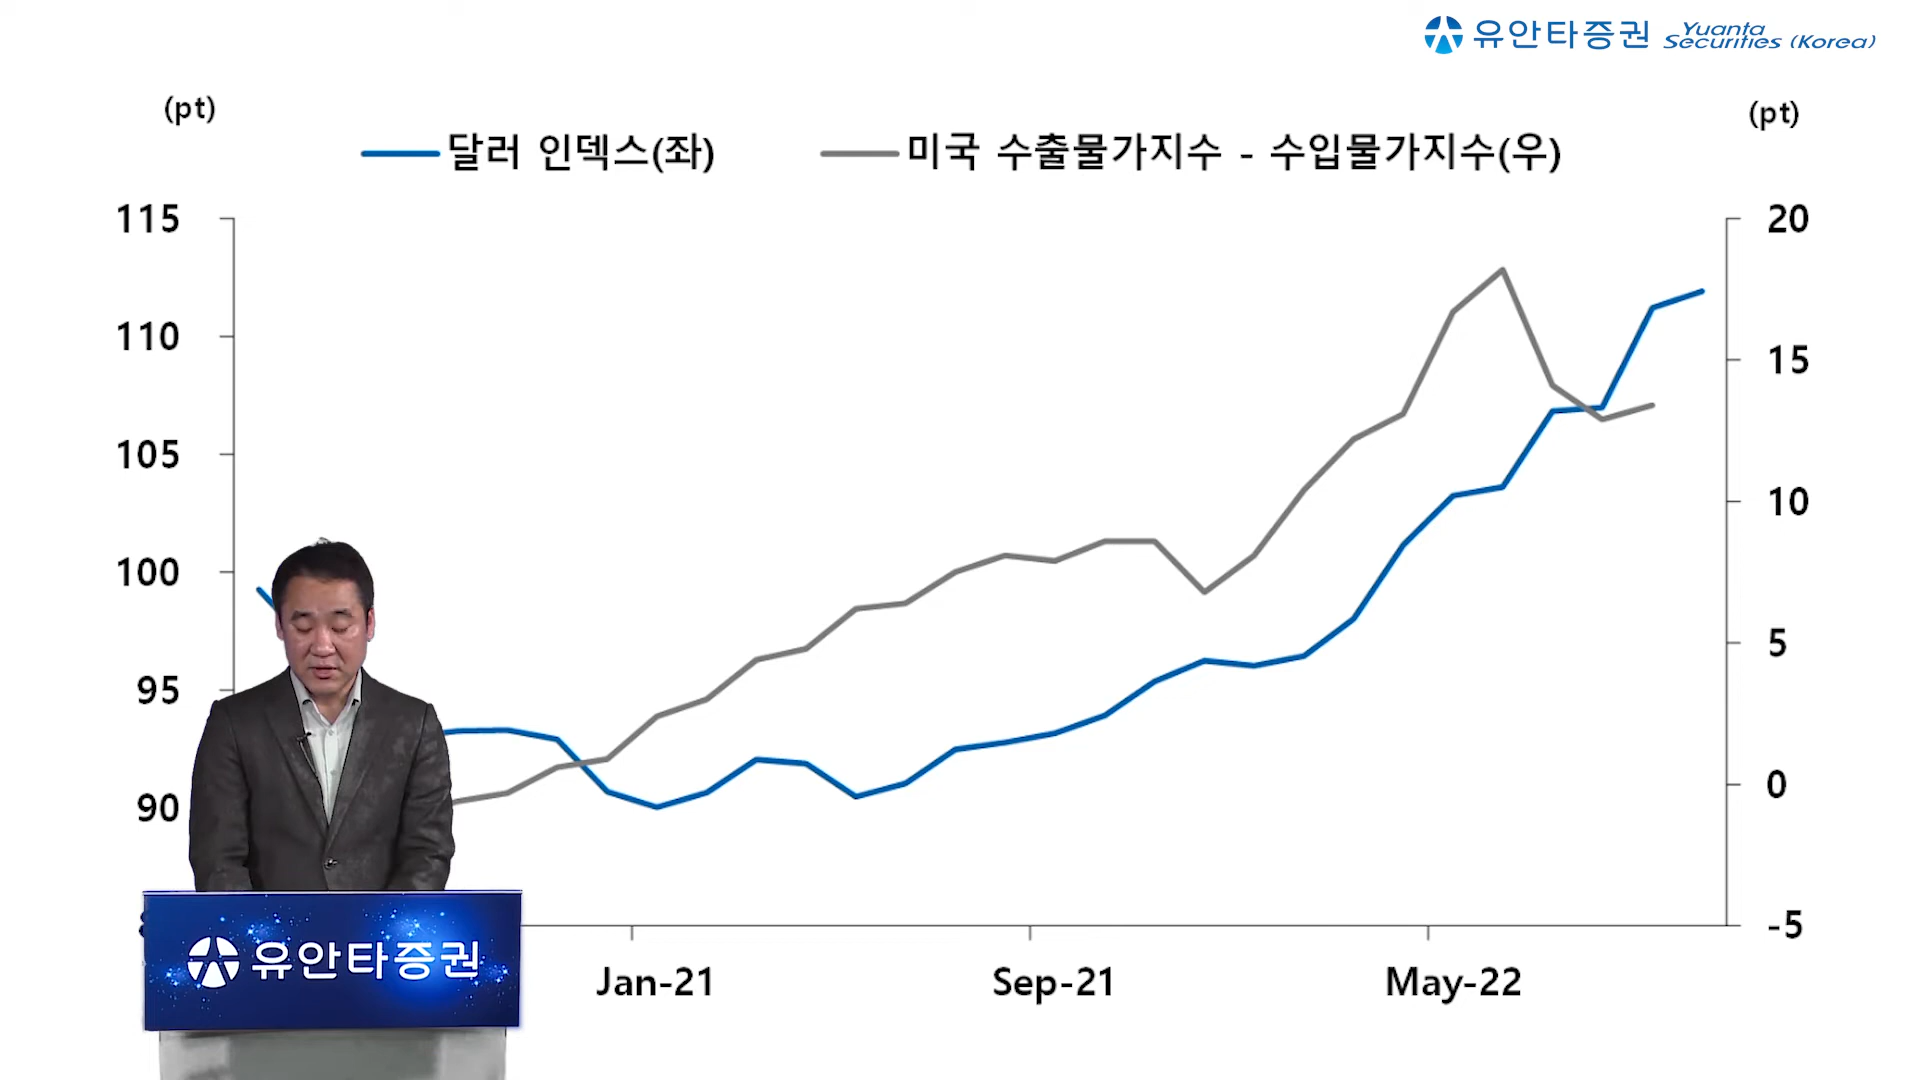 유안타증권 Yuanta Securities (Korea)
(pt)
(pt)
달러 인덱스(좌)
미국 수출물가지수 - 수입물가지수(우)
115
20
110
15
105
10
100
5
95
0
90
-5
유안타증권
Jan-21
Sep-21
May-22